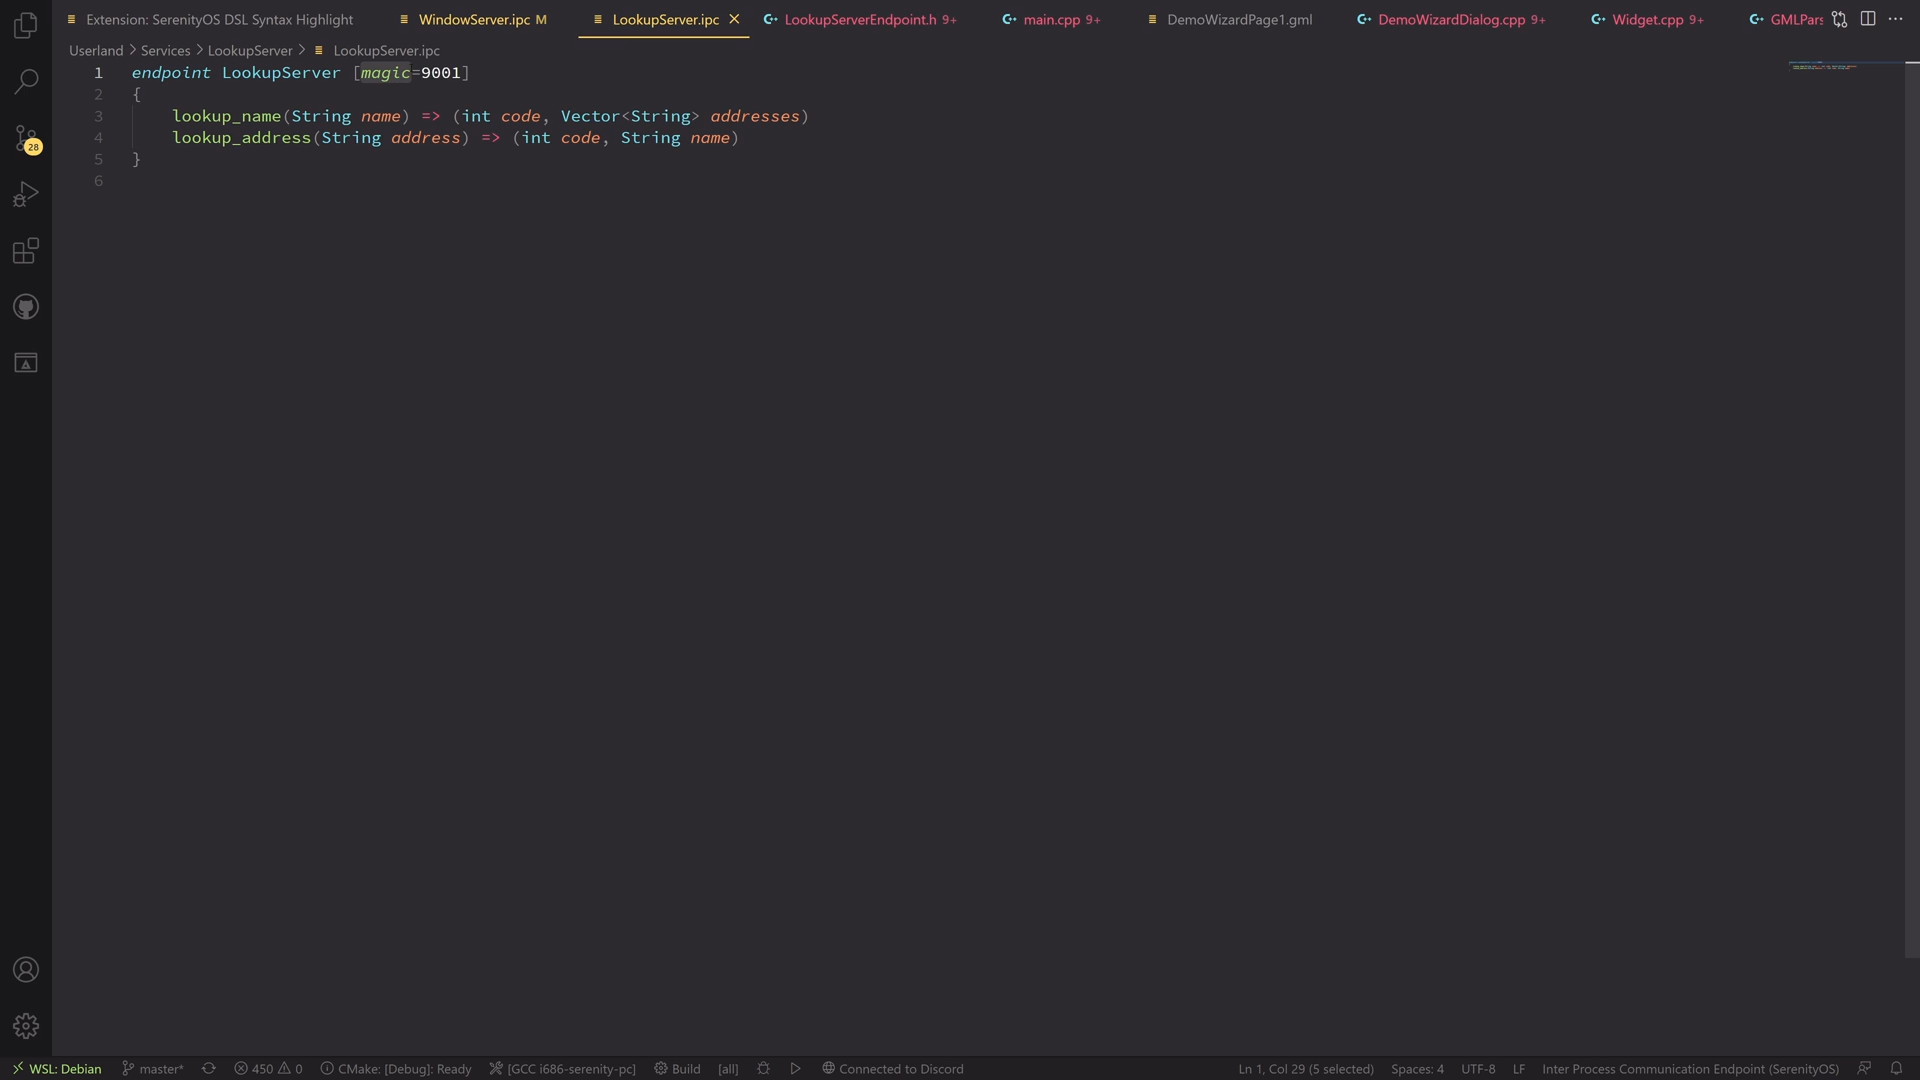 Extension: SerenityOS DSL Syntax Highlight WindowServer.ipc M LookupServer.ipc LookupServerEndpoint.h 9+ main.cpp 9+ DemoWizardPage1.gml DemoWizardDialog.cpp 9+ Widget.cpp 9+ GMLPars
Userland > Services > LookupServer > LookupServer.ipc
1 endpoint LookupServer [magic=9001]
2 {
3 lookup_name(String name) => (int code, Vector<String> addresses)
4 lookup_address(String address) => (int code, String name)
5 }
6
28
WSL: Debian master* 450 0 CMake: [Debug]: Ready [GCC i686-serenity-pc] Build [all] Connected to Discord Ln 1, Col 29 (5 selected) Spaces: 4 UTF-8 LF Inter Process Communication Endpoint (SerenityOS)